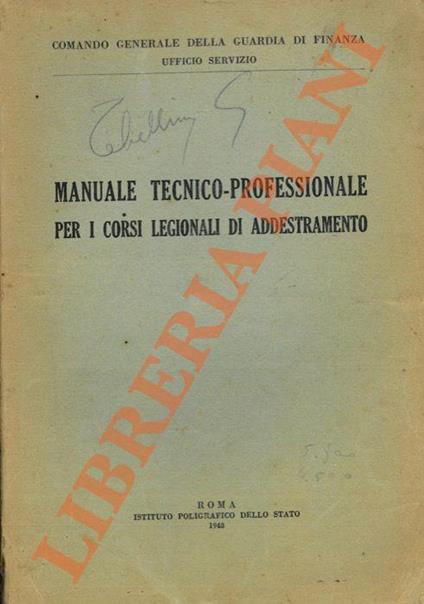 COMANDO GENERALE DELLA GUARDIA DI FINANZA
UFFICIO SERVIZIO
MANUALE TECNICO-PROFESSIONALE
PER I CORSI LEGIONALI DI ADDESTRAMENTO
LIBRERIA PIANI
ROMA
ISTITUTO POLIGRAFICO DELLO STATO